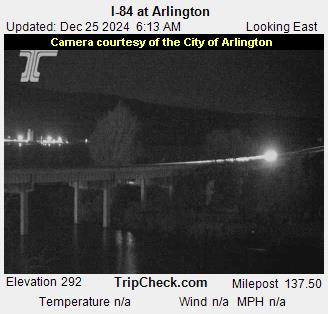 I-84 at Arlington
Updated: Dec 25 2024 6:13 AM Looking East
Camera courtesy of the City of Arlington
Elevation 292 TripCheck.com Milepost 137.50
Temperature n/a Wind n/a MPH n/a